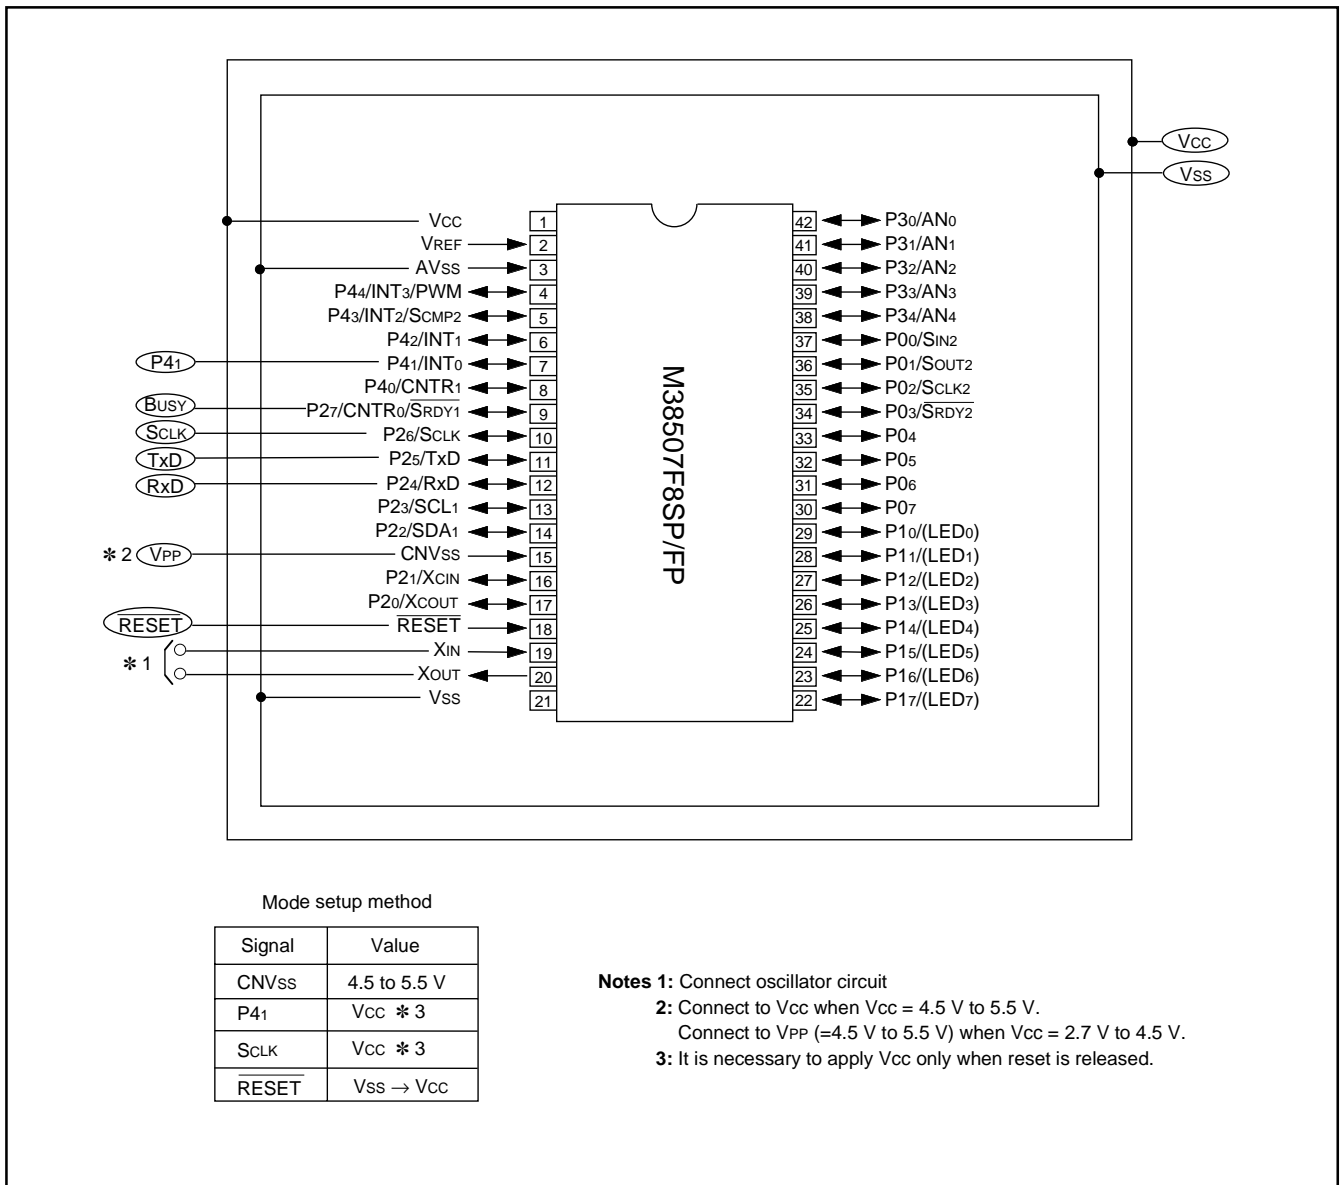 Vcc
Vss
Vcc 1
VREF 2
AVss 3
P44/INT3/PWM 4
P43/INT2/SCMP2 5
P42/INT1 6
P41 P41/INT0 7
P40/CNTR1 8
BUSY P27/CNTR0/SRDY1 9
SCLK P26/SCLK 10
TxD P25/TxD 11
RxD P24/RxD 12
P23/SCL1 13
P22/SDA1 14
✻2 VPP CNVss 15
P21/XCIN 16
P20/XCOUT 17
RESET RESET 18
XIN 19
✻1
XOUT 20
Vss 21
M38507F8SP/FP
42 P30/AN0
41 P31/AN1
40 P32/AN2
39 P33/AN3
38 P34/AN4
37 P00/SIN2
36 P01/SOUT2
35 P02/SCLK2
34 P03/SRDY2
33 P04
32 P05
31 P06
30 P07
29 P10/(LED0)
28 P11/(LED1)
27 P12/(LED2)
26 P13/(LED3)
25 P14/(LED4)
24 P15/(LED5)
23 P16/(LED6)
22 P17/(LED7)
Mode setup method
Signal Value
CNVss 4.5 to 5.5 V
P41 Vcc ✻3
SCLK Vcc ✻3
RESET Vss → Vcc
Notes 1: Connect oscillator circuit
2: Connect to Vcc when Vcc = 4.5 V to 5.5 V.
Connect to VPP (=4.5 V to 5.5 V) when Vcc = 2.7 V to 4.5 V.
3: It is necessary to apply Vcc only when reset is released.